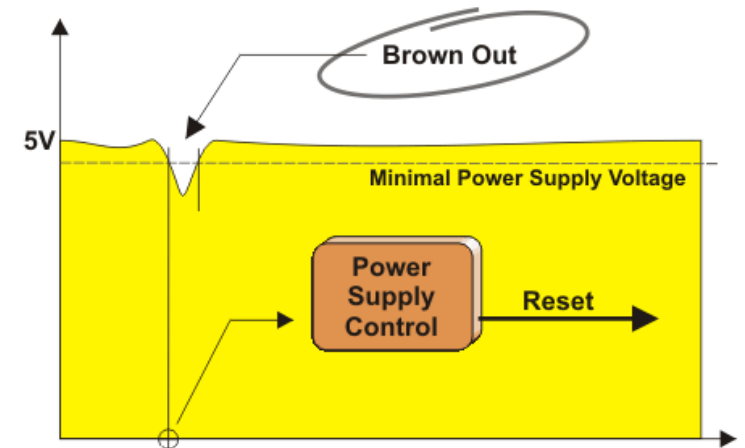 Brown Out
5V
Minimal Power Supply Voltage
Power
Supply
Control
Reset